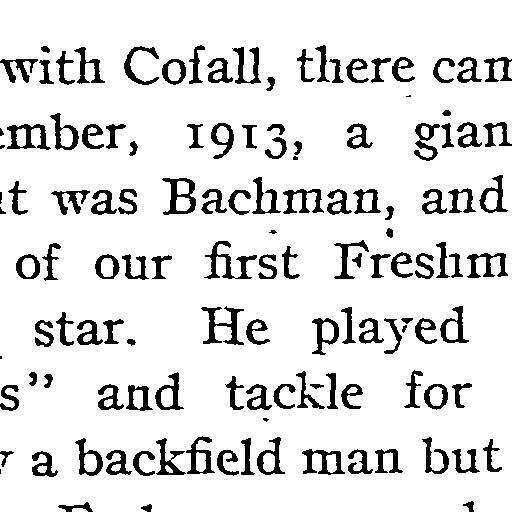 with Cofall, there cam
ember, 1913, a gian
ut was Bachman, and
of our first Freshm
star. He played
s" and tackle for
y a backfield man but